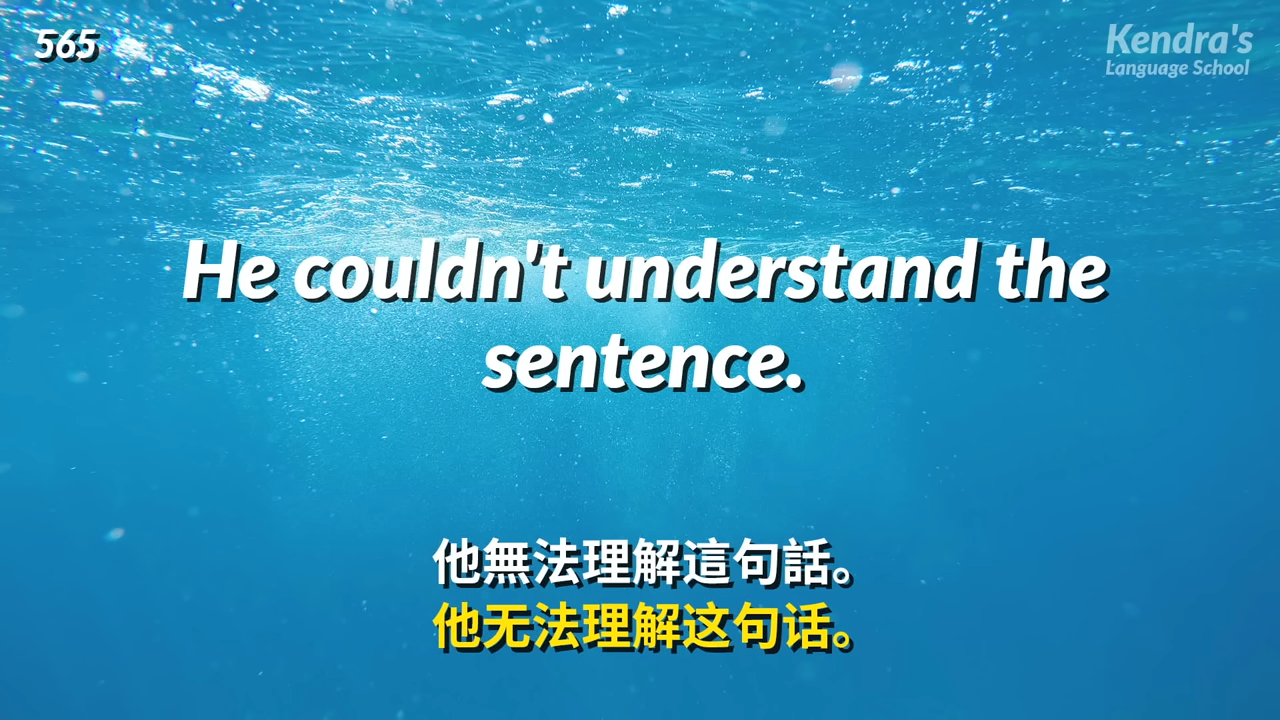 565
Kendra's
Language School
He couldn't understand the
sentence.
他無法理解這句話。
他无法理解这句话。